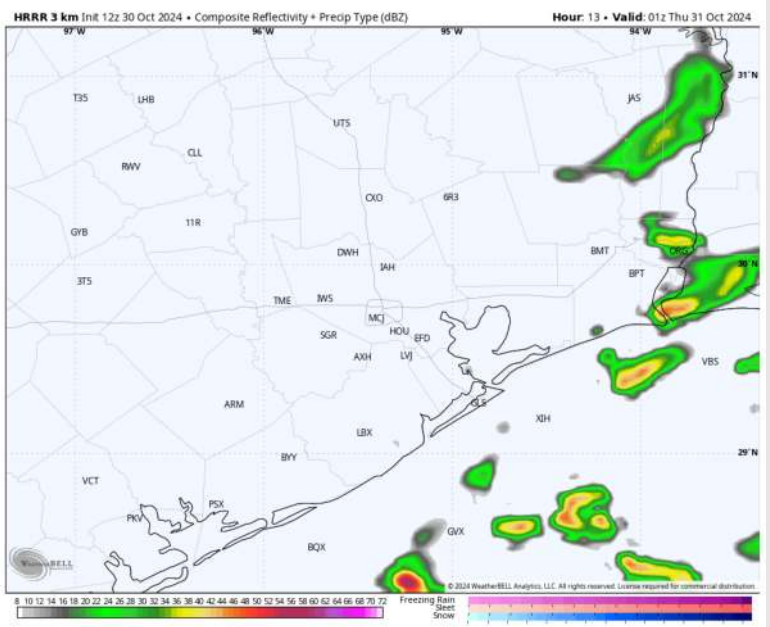 HRRR 3 km Init 12z 30 Oct 2024 • Composite Reflectivity + Precip Type (dBZ) Hour: 13 • Valid: 01z Thu 31 Oct 2024
97°W 96°W 95°W 94°W
31°N
T35 LHB JAS
UTS
CLL
RWV
CXO 6R3
11R
GYB
DWH BMT ORG
IAH 30°N
3T5 BPT
TME IWS
MCJ
SGR HOU EFD
AXH LVJ VBS
ARM GLS
XIH
LBX
BYY 29°N
VCT
PSX
PKV GVX
BQX
WeatherBELL
© 2024 WeatherBELL Analytics, LLC. All rights reserved. License required for commercial distribution.
8 10 12 14 16 18 20 22 24 26 28 30 32 34 36 38 40 42 44 46 48 50 52 54 56 58 60 62 64 66 68 70 72 Freezing Rain
Sleet
Snow